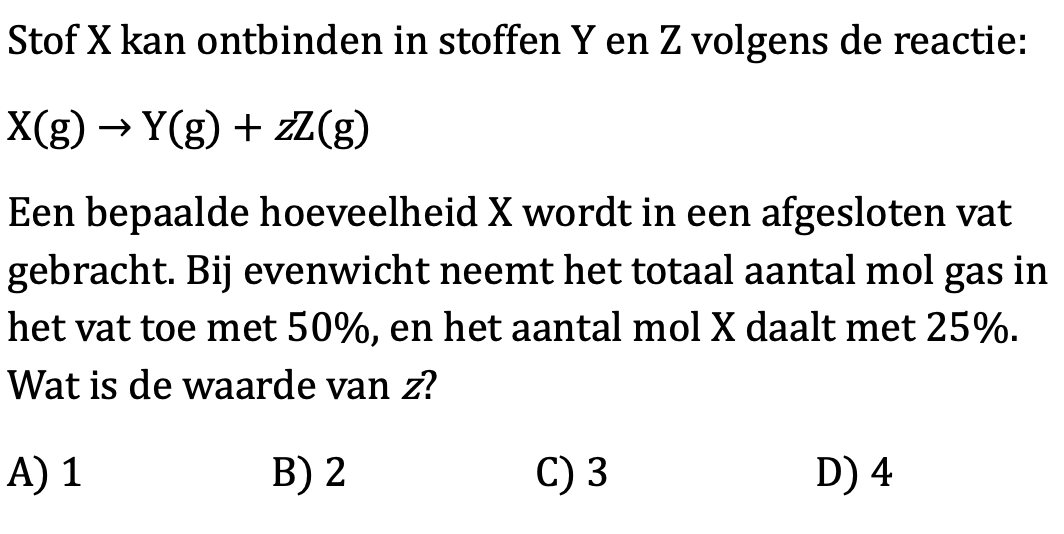 Stof X kan ontbinden in stoffen Y en Z volgens de reactie:
X(g) → Y(g) + zZ(g)
Een bepaalde hoeveelheid X wordt in een afgesloten vat
gebracht. Bij evenwicht neemt het totaal aantal mol gas in
het vat toe met 50%, en het aantal mol X daalt met 25%.
Wat is de waarde van z?
A) 1 B) 2 C) 3 D) 4